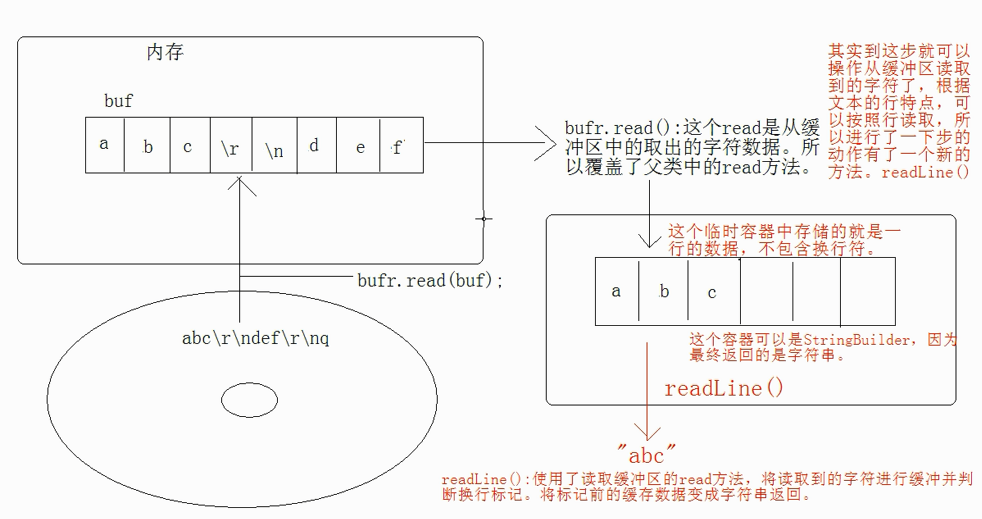 内存
buf
a b c \r \n d e f
bufr.read(buf);
abc\r\ndef\r\nq
bufr.read():这个read是从缓
冲区中的取出的字符数据。所
以覆盖了父类中的read方法。
其实到这步就可以
操作从缓冲区读取
到的字符了，根据
文本的行特点，可
以按照行读取，所
以进行了一下步的
动作有了一个新的
方法。readLine()
这个临时容器中存储的就是一
行的数据，不包含换行符。
a b c
这个容器可以是StringBuilder，因为
最终返回的是字符串。
readLine()
"abc"
readLine():使用了读取缓冲区的read方法，将读取到的字符进行缓冲并判
断换行标记。将标记前的缓存数据变成字符串返回。